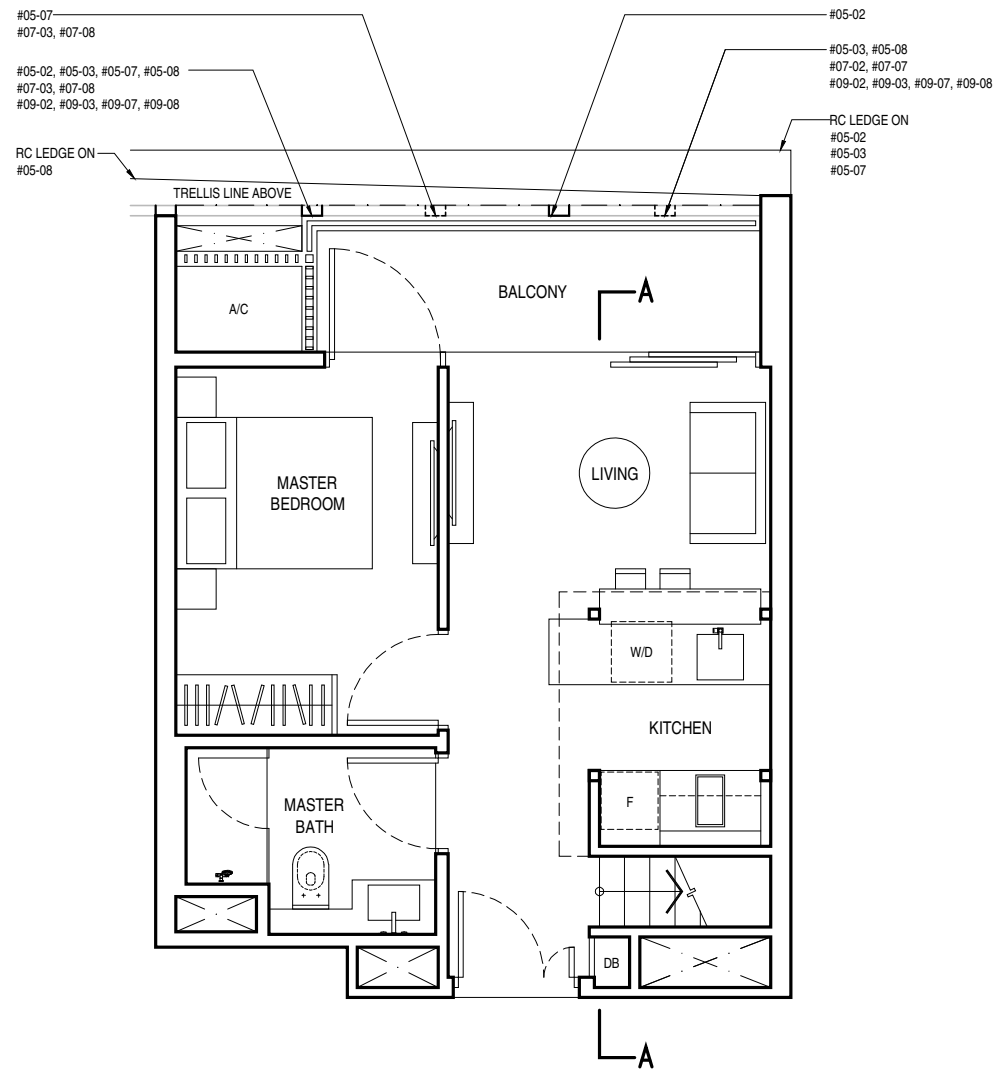 #05-07
#07-03, #07-08
#05-02
#05-03, #05-08
#07-02, #07-07
#09-02, #09-03, #09-07, #09-08
#05-02, #05-03, #05-07, #05-08
#07-03, #07-08
#09-02, #09-03, #09-07, #09-08
RC LEDGE ON
#05-08
RC LEDGE ON
#05-02
#05-03
#05-07
TRELLIS LINE ABOVE
BALCONY
A
A/C
LIVING
MASTER
BEDROOM
W/D
KITCHEN
MASTER
BATH
F
DB
A